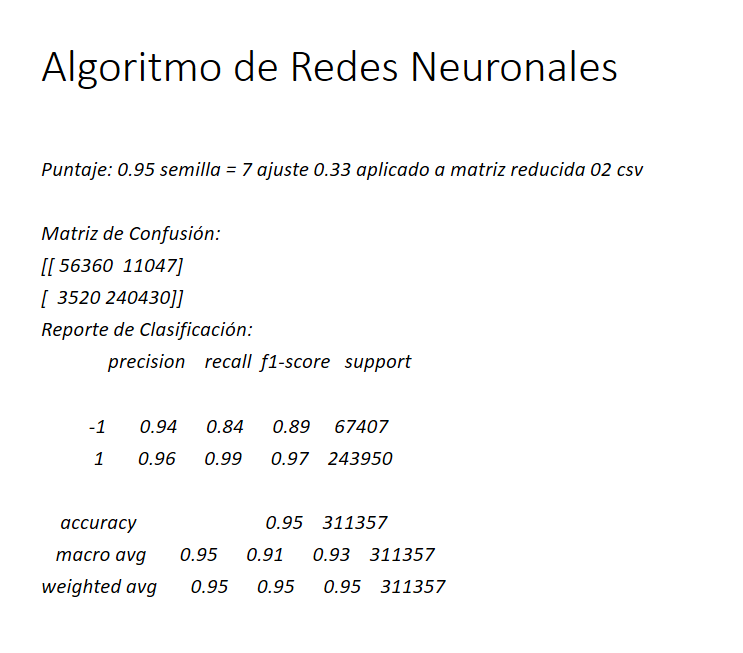 Algoritmo de Redes Neuronales
Puntaje: 0.95 semilla = 7 ajuste 0.33 aplicado a matriz reducida 02 csv
Matriz de Confusión:
[[ 56360 11047]
[ 3520 240430]]
Reporte de Clasificación:
precision recall f1-score support
-1 0.94 0.84 0.89 67407
1 0.96 0.99 0.97 243950
accuracy 0.95 311357
macro avg 0.95 0.91 0.93 311357
weighted avg 0.95 0.95 0.95 311357